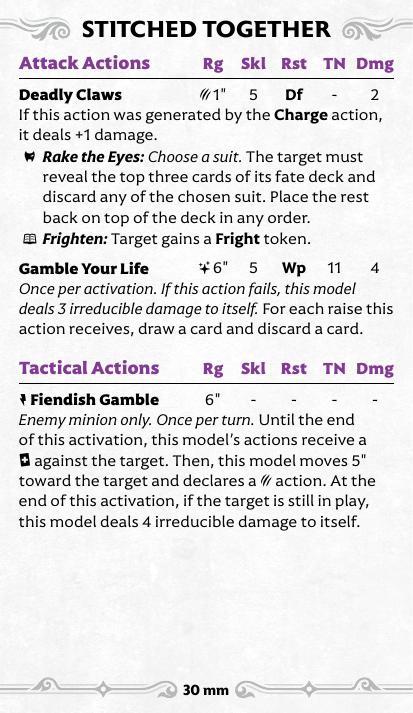 STITCHED TOGETHER
Attack Actions Rg Skl Rst TN Dmg
Deadly Claws 1" 5 Df - 2
If this action was generated by the Charge action,
it deals +1 damage.
Rake the Eyes: Choose a suit. The target must
reveal the top three cards of its fate deck and
discard any of the chosen suit. Place the rest
back on top of the deck in any order.
Frighten: Target gains a Fright token.
Gamble Your Life 6" 5 Wp 11 4
Once per activation. If this action fails, this model
deals 3 irreducible damage to itself. For each raise this
action receives, draw a card and discard a card.
Tactical Actions Rg Skl Rst TN Dmg
Fiendish Gamble 6" - - - -
Enemy minion only. Once per turn. Until the end
of this activation, this model's actions receive a
against the target. Then, this model moves 5"
toward the target and declares a action. At the
end of this activation, if the target is still in play,
this model deals 4 irreducible damage to itself.
30 mm